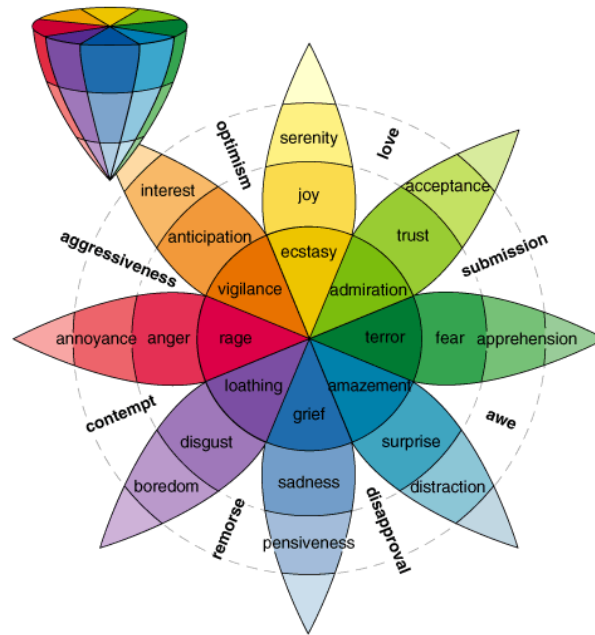 optimism
serenity
love
interest
joy
acceptance
anticipation
trust
aggressiveness
ecstasy
submission
vigilance
admiration
annoyance
anger
rage
terror
fear
apprehension
loathing
amazement
contempt
grief
awe
disgust
surprise
boredom
sadness
distraction
remorse
disapproval
pensiveness